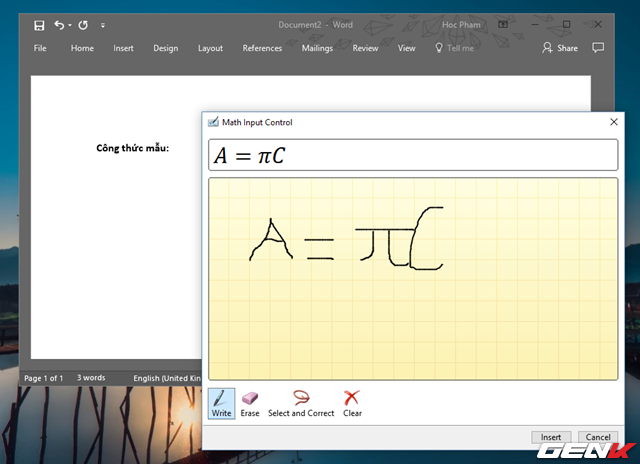 Document2 - Word
Hoc Pham
File Home Insert Design Layout References Mailings Review View Tell me Share
Công thức mẫu:
Math Input Control
A = πC
A = πC
Write Erase Select and Correct Clear
Page 1 of 1 3 words English (United Kin
Insert Cancel
GENK